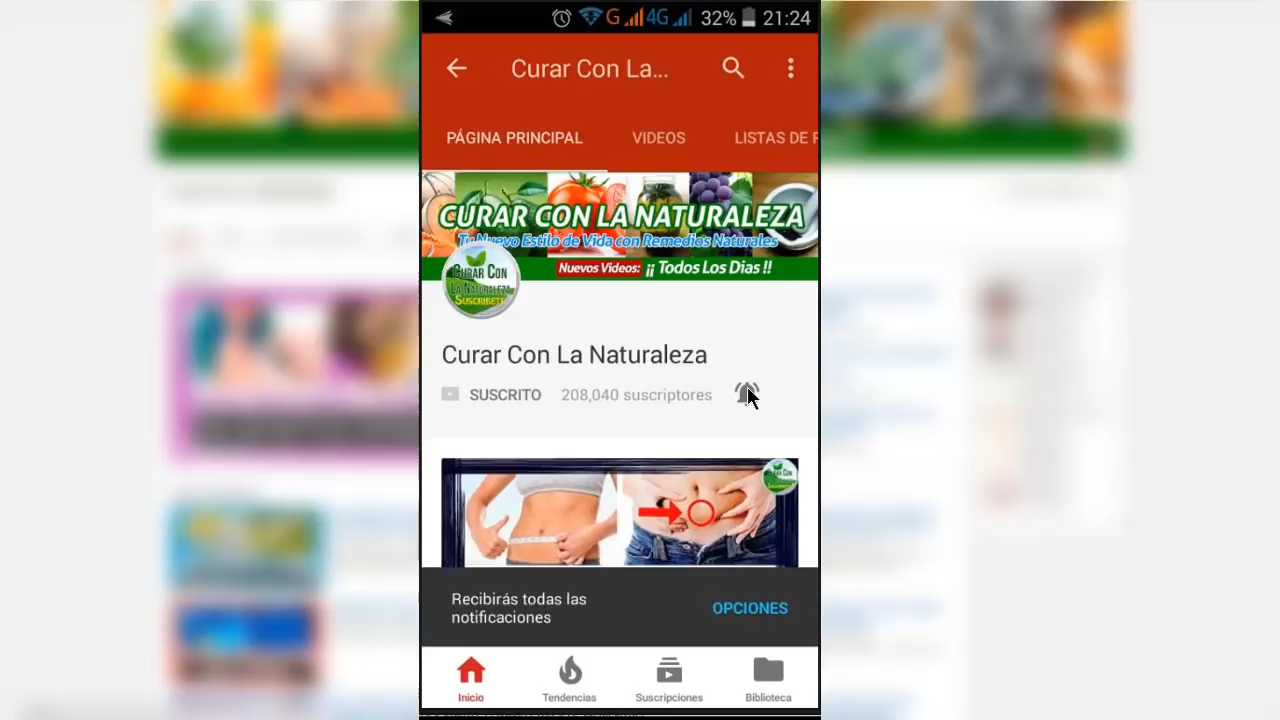 G 4G 32% 21:24
Curar Con La...
PÁGINA PRINCIPAL VIDEOS LISTAS DE
CURAR CON LA NATURALEZA
Tu Nuevo Estilo de Vida con Remedios Naturales
Nuevos Videos: ¡¡ Todos Los Dias !!
CURAR CON
LA NATURALEZA
SUSCRIBETE
Curar Con La Naturaleza
SUSCRITO 208,040 suscriptores
Recibirás todas las
notificaciones
OPCIONES
Inicio Tendencias Suscripciones Biblioteca